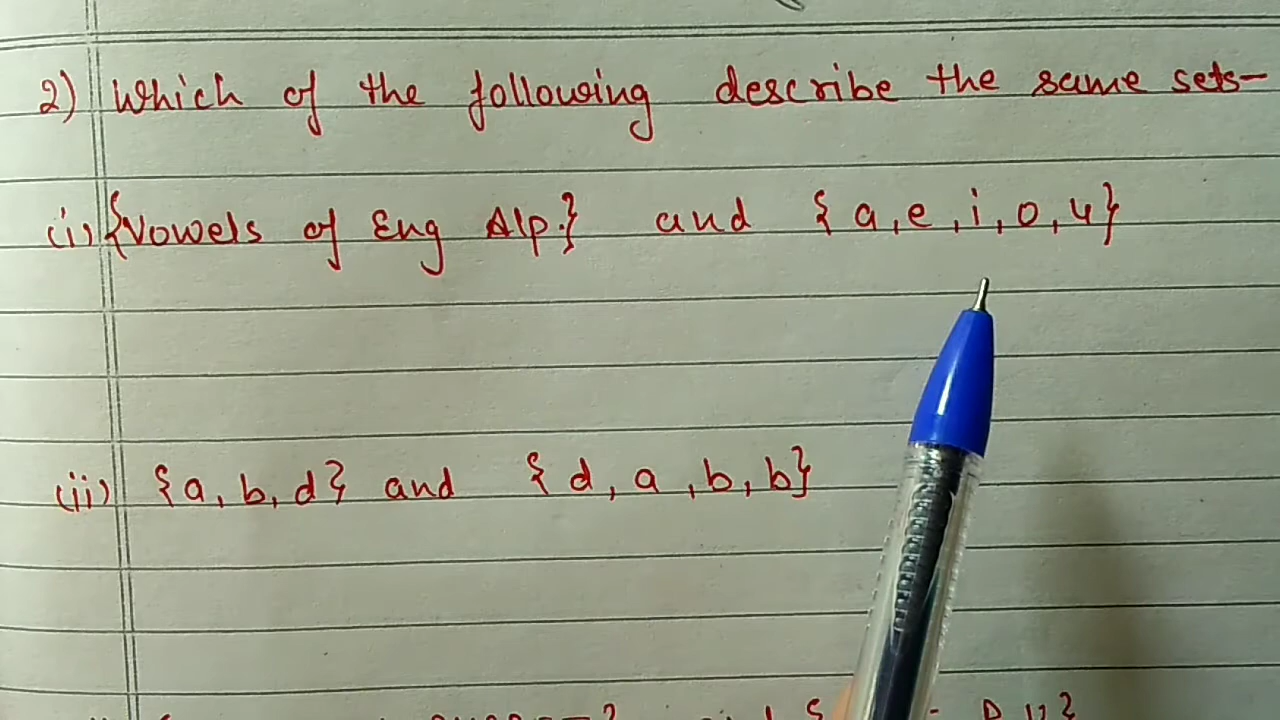 2) Which of the following describe the same sets-
(i) {Vowels of Eng Alp.} and {a,e,i,o,u}
(ii) {a,b,d} and {d,a,b,b}